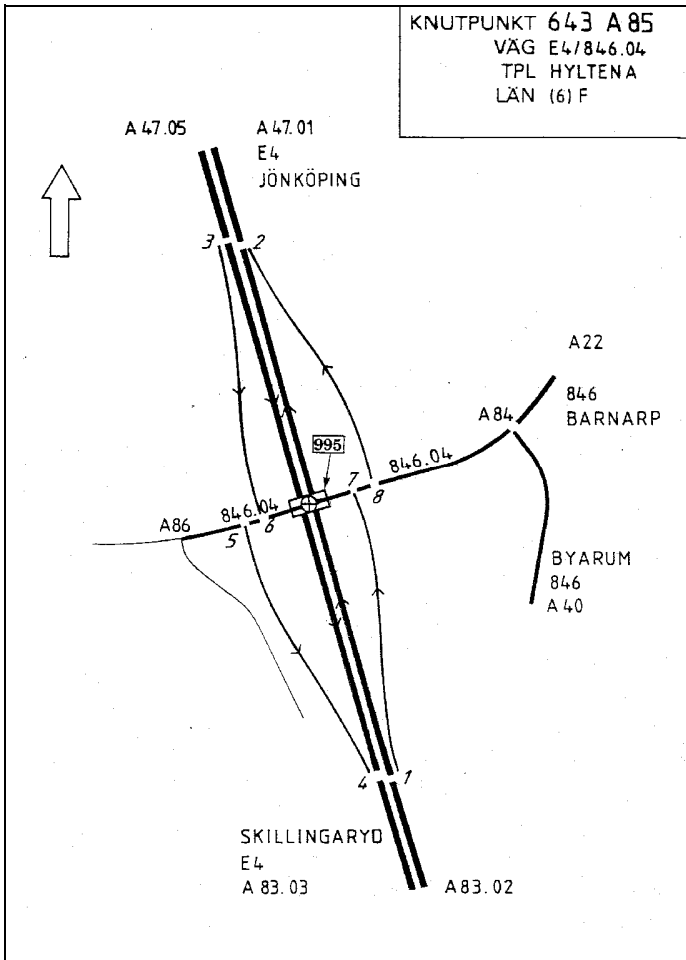 KNUTPUNKT 643 A 85
VÄG E4/846.04
TPL HYLTENA
LÄN (6) F
A 47.05
A 47.01
E4
JÖNKÖPING
3
2
A22
846
BARNARP
A84
995
846.04
7
8
846.04
A86
5
6
BYARUM
846
A 40
4
1
SKILLINGARYD
E4
A 83.03
A 83.02